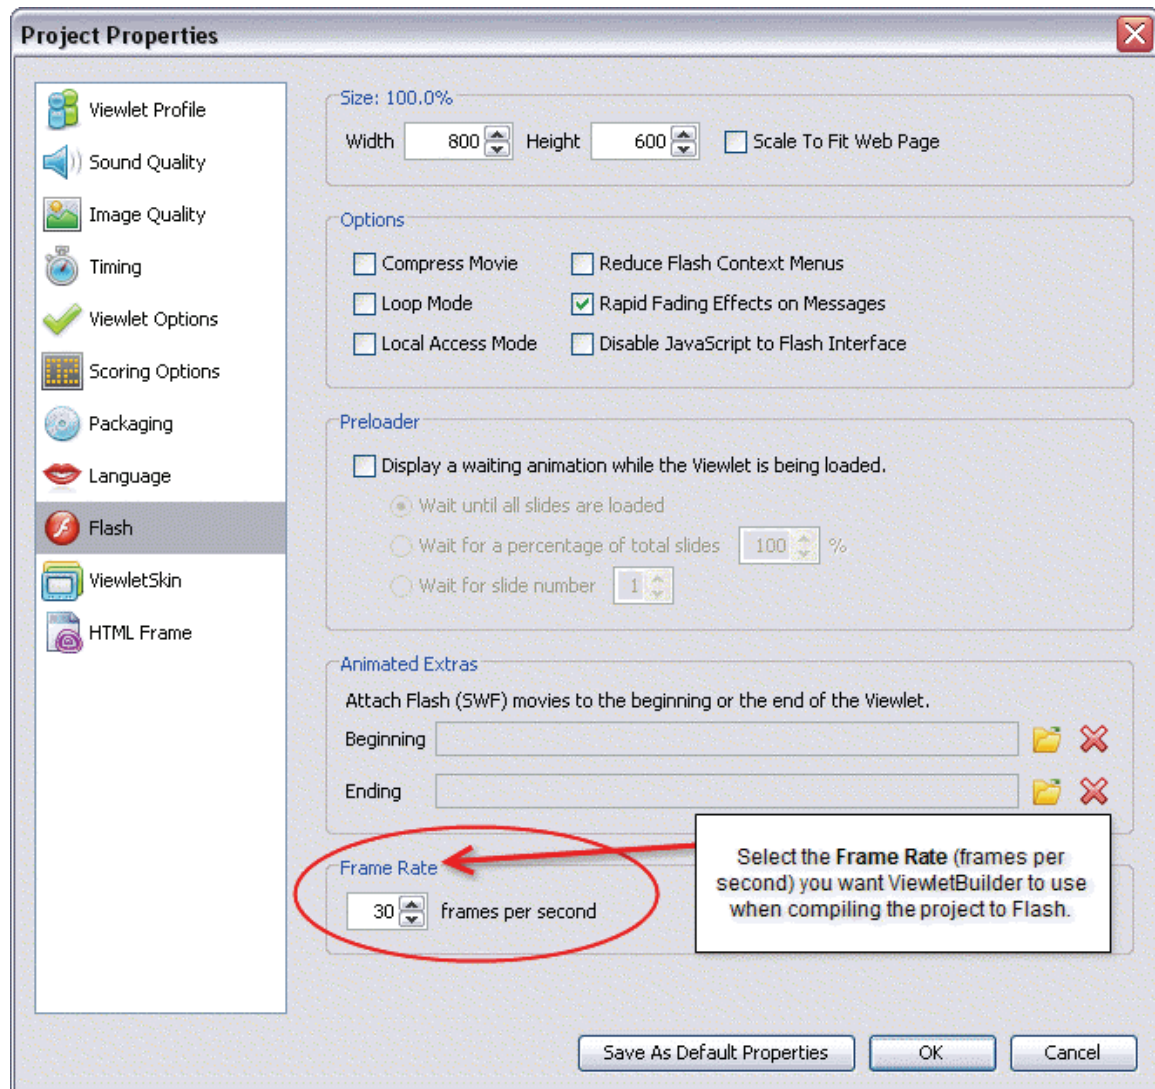 Project Properties
Viewlet Profile
Sound Quality
Image Quality
Timing
Viewlet Options
Scoring Options
Packaging
Language
Flash
ViewletSkin
HTML Frame
Size: 100.0%
Width 800 Height 600 Scale To Fit Web Page
Options
Compress Movie Reduce Flash Context Menus
Loop Mode Rapid Fading Effects on Messages
Local Access Mode Disable JavaScript to Flash Interface
Preloader
Display a waiting animation while the Viewlet is being loaded.
Wait until all slides are loaded
Wait for a percentage of total slides 100 %
Wait for slide number 1
Animated Extras
Attach Flash (SWF) movies to the beginning or the end of the Viewlet.
Beginning
Ending
Frame Rate
30 frames per second
Select the Frame Rate (frames per
second) you want ViewletBuilder to use
when compiling the project to Flash.
Save As Default Properties OK Cancel